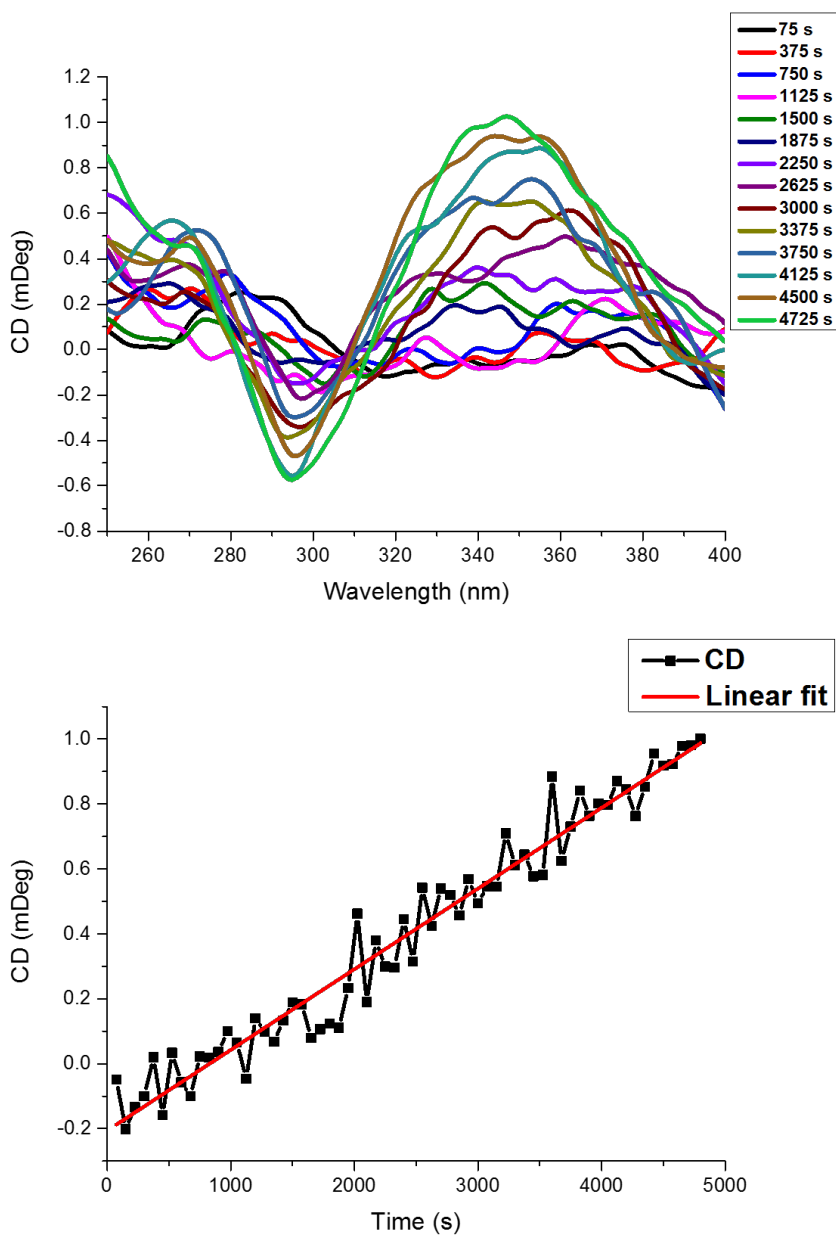 75 s
375 s
750 s
1125 s
1500 s
1875 s
2250 s
2625 s
3000 s
3375 s
3750 s
4125 s
4500 s
4725 s
1.2
1.0
0.8
0.6
0.4
0.2
0.0
-0.2
-0.4
-0.6
-0.8
CD (mDeg)
260 280 300 320 340 360 380 400
Wavelength (nm)
CD
Linear fit
1.0
0.8
0.6
0.4
0.2
0.0
-0.2
CD (mDeg)
0 1000 2000 3000 4000 5000
Time (s)